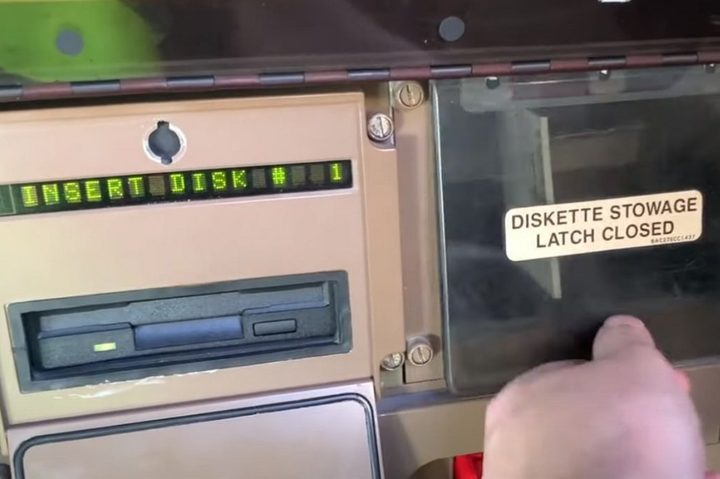 INSERT DISK # 1
DISKETTE STOWAGE
LATCH CLOSED